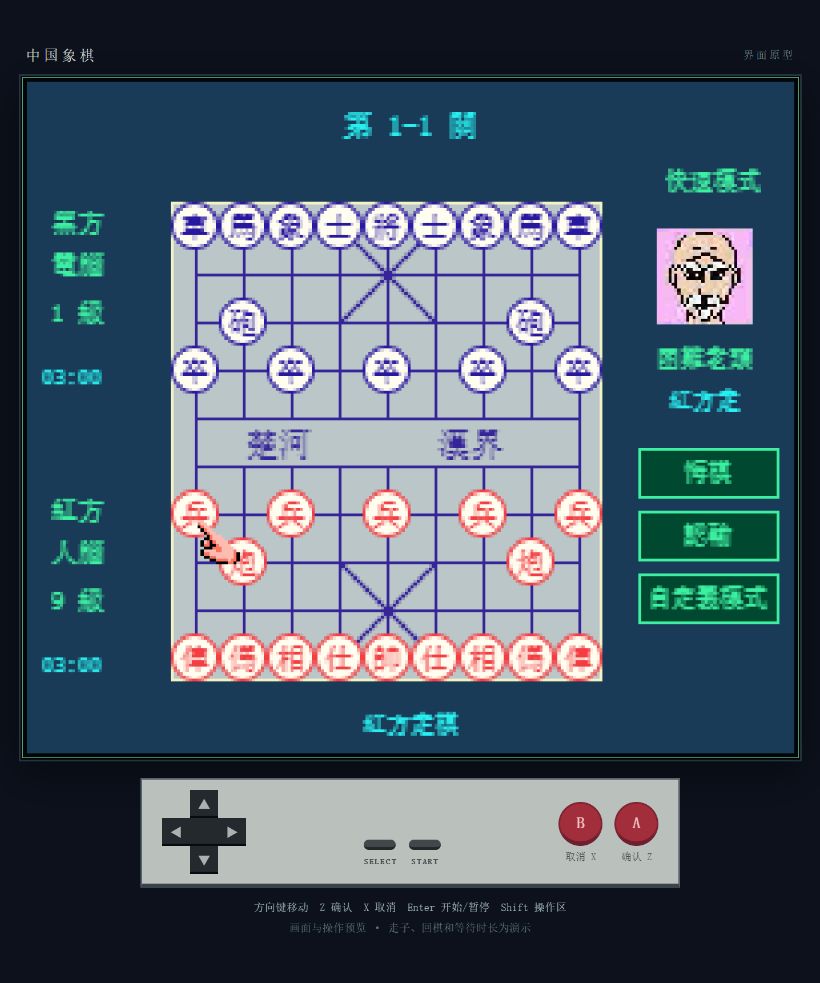 中国象棋
界面原型
第 1-1 關
快速模式
黑方
電腦
1 級
03:00
車馬象士將士象馬車
砲 砲
卒 卒 卒 卒 卒
楚河 漢界
困難老頭
紅方走
悔棋
認輸
自走棋模式
紅方
人腦
9 級
03:00
兵 兵 兵 兵 兵
炮 炮
俥傌相仕帥仕相傌俥
紅方走棋
SELECT START
B A
取消 X 确认 Z
方向键移动 Z 确认 X 取消 Enter 开始/暂停 Shift 操作区
画面与操作预览 • 走子、回棋和等待时长为演示